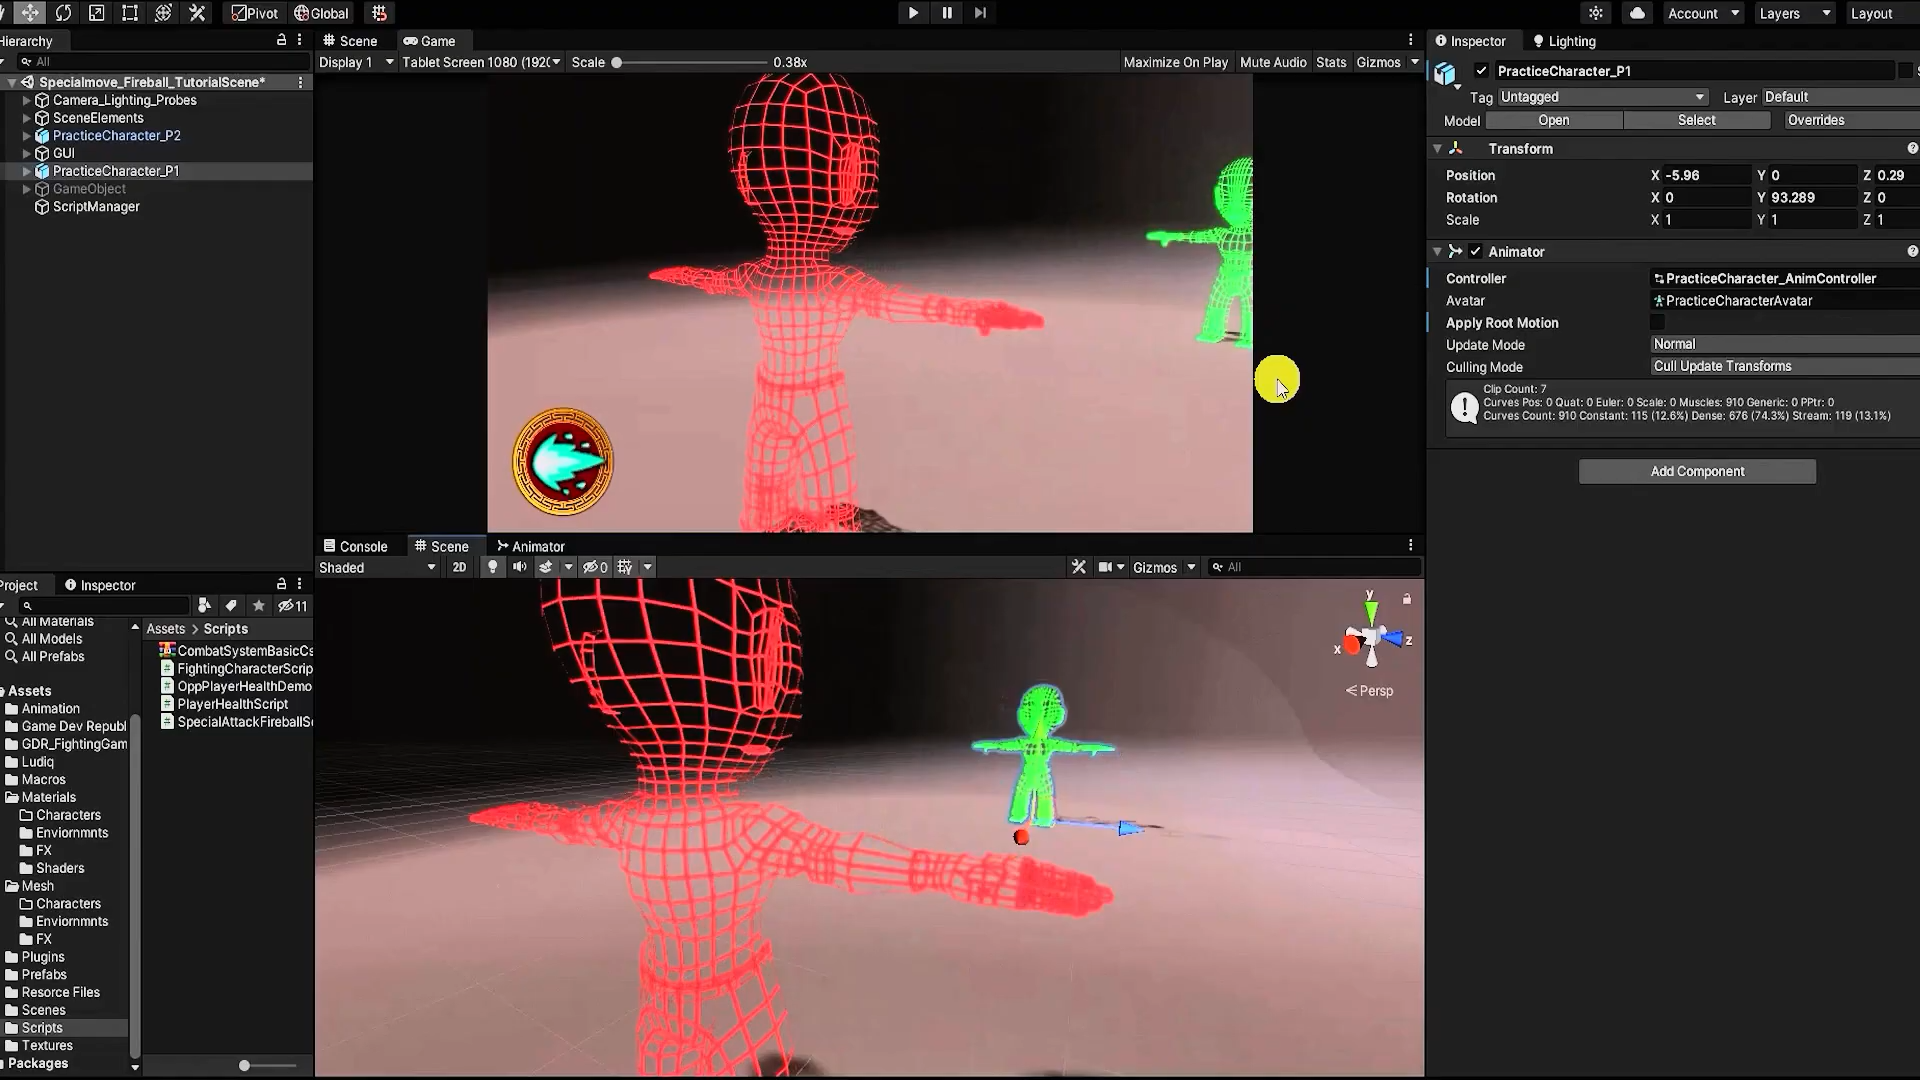 Pivot Global
Account Layers Layout
Hierarchy
All
Specialmove_Fireball_TutorialScene*
Camera_Lighting_Probes
SceneElements
PracticeCharacter_P2
GUI
PracticeCharacter_P1
GameObject
ScriptManager
Scene Game
Display 1 Tablet Screen 1080 (192( Scale 0.38x Maximize On Play Mute Audio Stats Gizmos
Console Scene Animator
Shaded 2D 0 Gizmos All
y
x z
Persp
Project Inspector
11
All Materials
All Models
All Prefabs
Assets
Animation
Game Dev Republ
GDR_FightingGam
Ludiq
Macros
Materials
Characters
Enviornmnts
FX
Shaders
Mesh
Characters
Enviornmnts
FX
Plugins
Prefabs
Resorce Files
Scenes
Scripts
Textures
Packages
Assets > Scripts
CombatSystemBasicCs
FightingCharacterScrip
OppPlayerHealthDemo
PlayerHealthScript
SpecialAttackFireballSc
Inspector Lighting
PracticeCharacter_P1 S
Tag Untagged Layer Default
Model Open Select Overrides
Transform
Position X -5.96 Y 0 Z 0.29
Rotation X 0 Y 93.289 Z 0
Scale X 1 Y 1 Z 1
Animator
Controller PracticeCharacter_AnimController
Avatar PracticeCharacterAvatar
Apply Root Motion
Update Mode Normal
Culling Mode Cull Update Transforms
Clip Count: 7
Curves Pos: 0 Quat: 0 Euler: 0 Scale: 0 Muscles: 910 Generic: 0 PPtr: 0
Curves Count: 910 Constant: 115 (12.6%) Dense: 676 (74.3%) Stream: 119 (13.1%)
Add Component